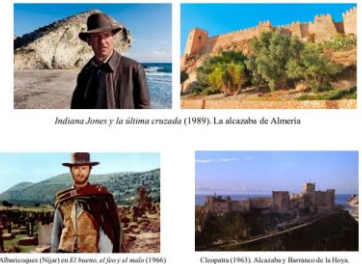 Indiana Jones y la última cruzada (1989). La alcazaba de Almería
Albaricoques (Níjar) en El bueno, el feo y el malo (1966)
Cleopatra (1963). Alcazaba y Barranco de la Hoya.